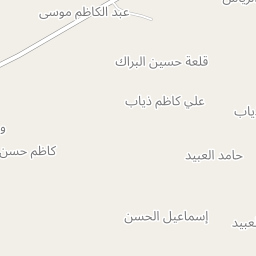 عبد الكاظم موسى
قلعة حسين البراك
علي كاظم ذياب
كاظم حسن
حامد العبيد
إسماعيل الحسن